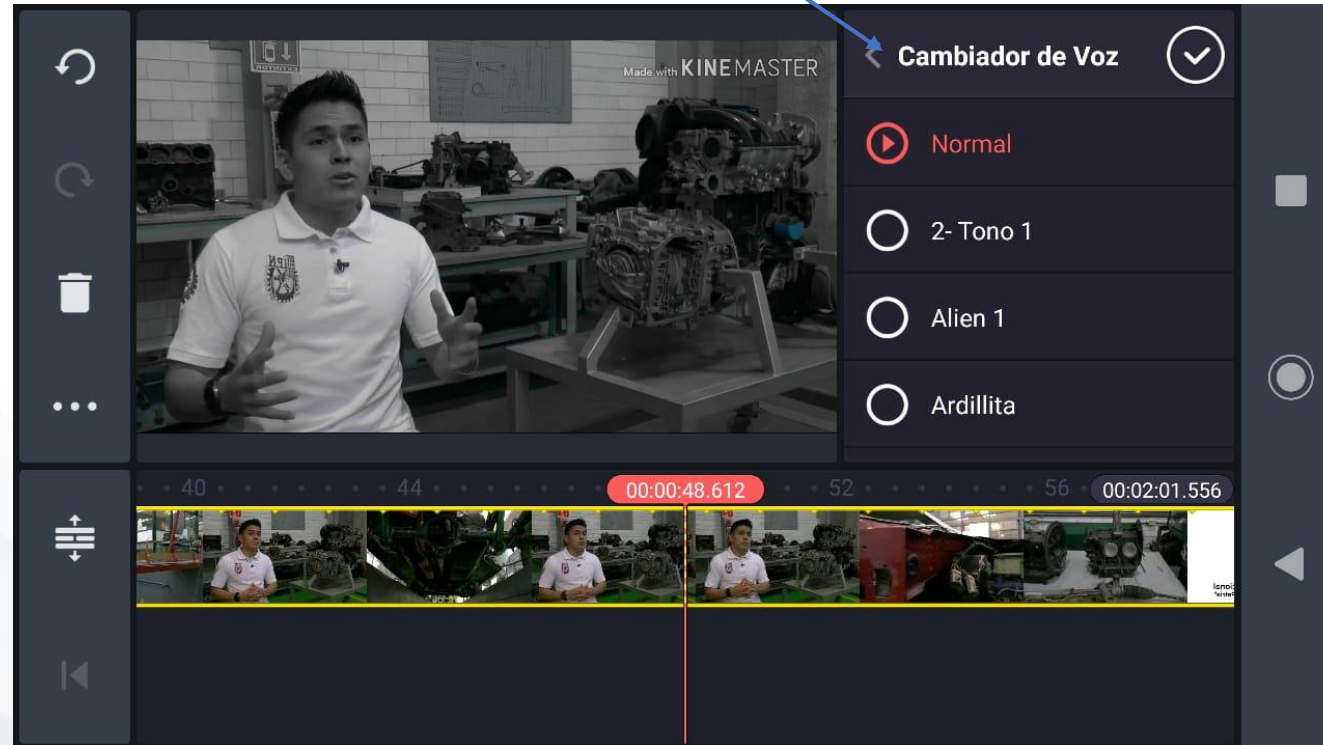 Made with KINEMASTER
Cambiador de Voz
Normal
2- Tono 1
Alien 1
Ardillita
40
44
00:00:48.612
52
56
00:02:01.556